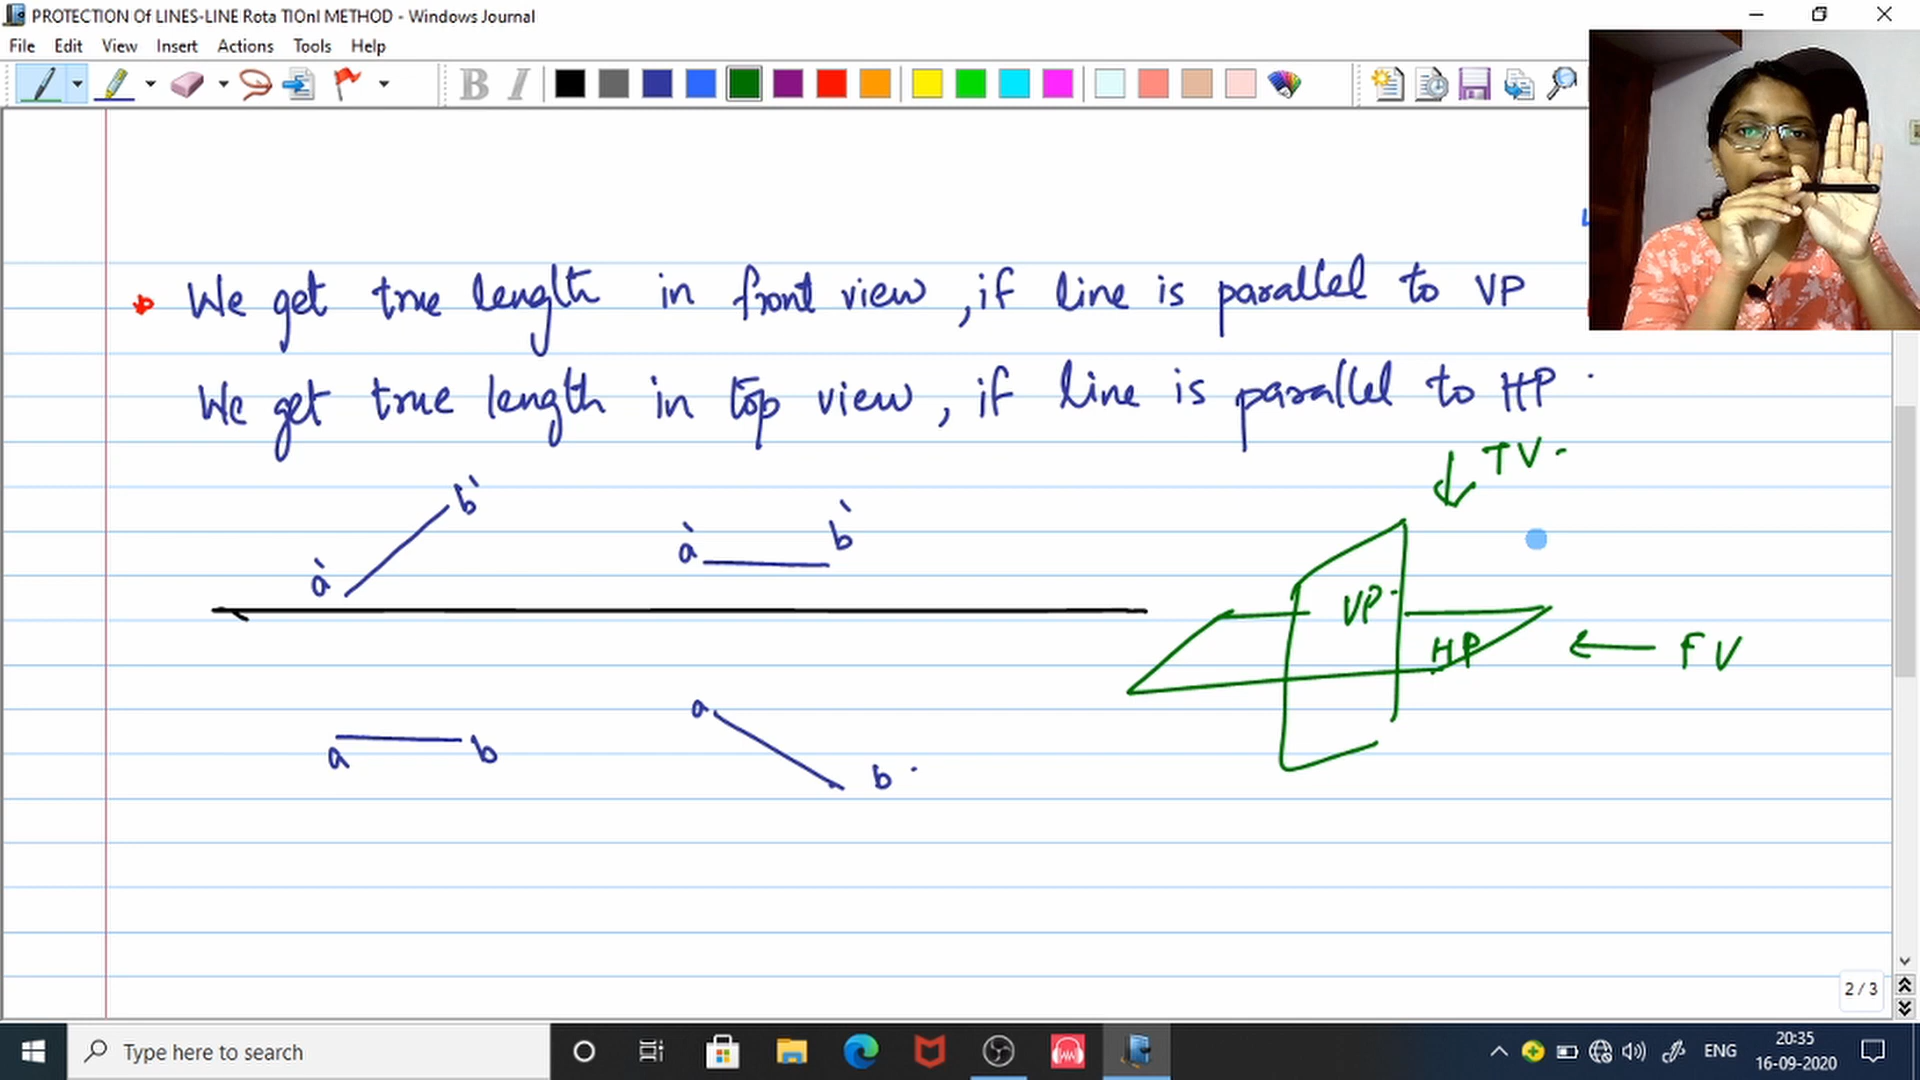 PROTECTION Of LINES-LINE Rota TIOnI METHOD - Windows Journal
File Edit View Insert Actions Tools Help
B I
We get true length in front view, if line is parallel to VP
We get true length in top view, if line is parallel to HP.
TV.
a' b'
a' b'
VP.
HP
FV
a b
a b.
2 / 3
Type here to search
ENG
20:35
16-09-2020